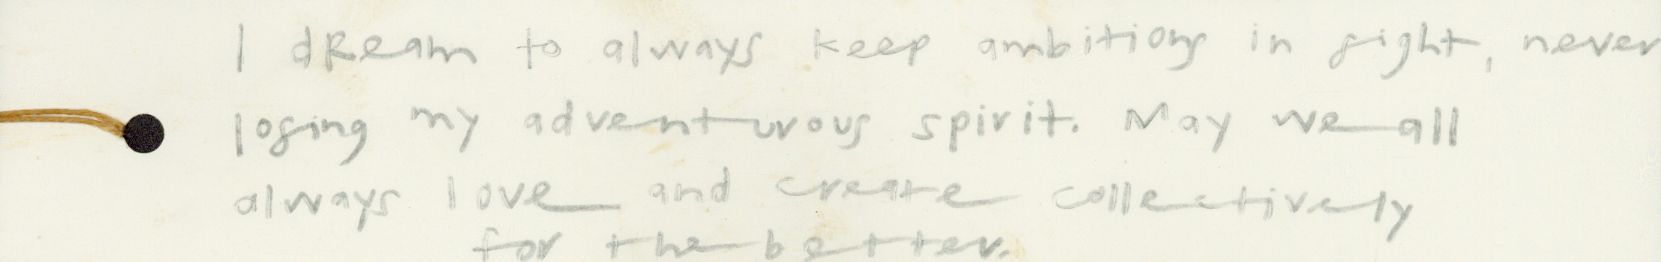 I dream to always keep ambitions in sight, never
losing my adventurous spirit. May we all
always love and create collectively
for the better.